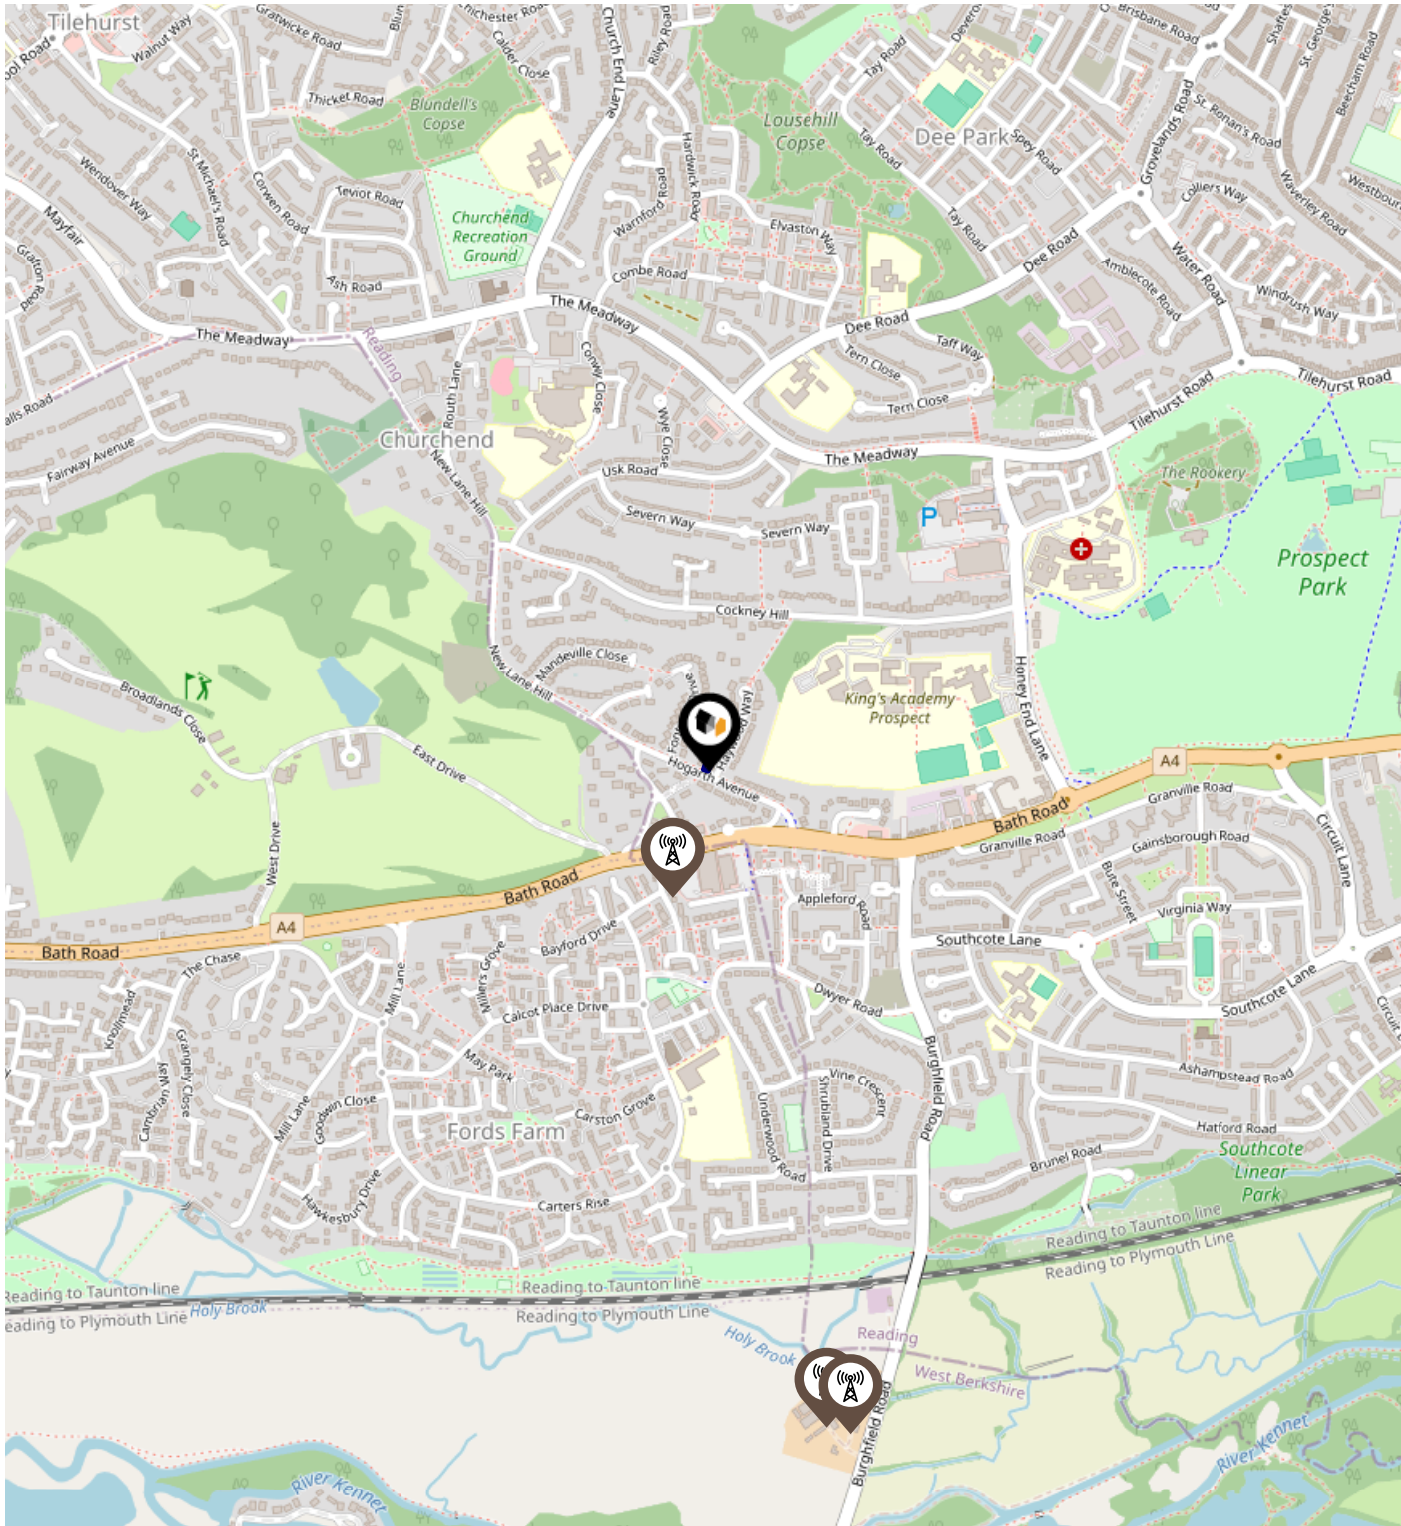 Tilehurst
Walnut Way
Gatwicke Road
Chichester Road
Calder Close
Church End Lane
Riley Road
Tay Road
Brisbane Road
Beecham Road
Thicket Road
Blundell's
Copse
Lousehill
Copse
Dee Park
Spey Road
Grovelands Road
St. Ronan's Road
Waverley Road
Hardwick Road
Tay Road
Wendover Way
St Michael's Road
Corwen Road
Teviot Road
Churchend
Recreation
Ground
Warnford Road
Elvaston Way
Tay Road
Dee Road
Colliers Way
Water Road
Mayfair
Grafton Road
Ash Road
Combe Road
Amblecote Road
Windrush Way
The Meadway
The Meadway
Reading
Dee Road
Taff Way
Tern Close
Tern Close
Routh Lane
Conwy Close
Wye Close
Tilehurst Road
Tilehurst Road
Churchend
Fairway Avenue
New Lane Hill
Usk Road
The Meadway
The Rookery
Severn Way
Severn Way
P
Prospect
Park
Cockney Hill
Mandeville Close
New Lane Hill
Honey End Lane
King's Academy
Prospect
Broadlands Close
East Drive
Hogarth Avenue
A4
Granville Road
Bath Road
Granville Road
Gainsborough Road
Circuit Lane
West Drive
Bath Road
Bute Street
Appleford Road
Virginia Way
A4
Bath Road
Bayford Drive
Southcote Lane
The Chase
Mill Lane
Millers Grove
Southcote Lane
Knollmead
Calcot Place Drive
Dwyer Road
Grangely Close
Cambrian Way
May Park
Burghfield Road
Vine Crescent
Shrubland Drive
Underwood Road
Ashampstead Road
Goodwin Close
Mill Lane
Carston Grove
Fords Farm
Hatford Road
Brunel Road
Southcote
Linear
Park
Hawkesbury Drive
Carters Rise
Reading to Taunton line
Reading to Plymouth Line
Reading to Taunton line
Reading to Taunton line
Reading to Plymouth Line
Holy Brook
Holy Brook
Reading
West Berkshire
Burghfield Road
River Kennet
River Kennet